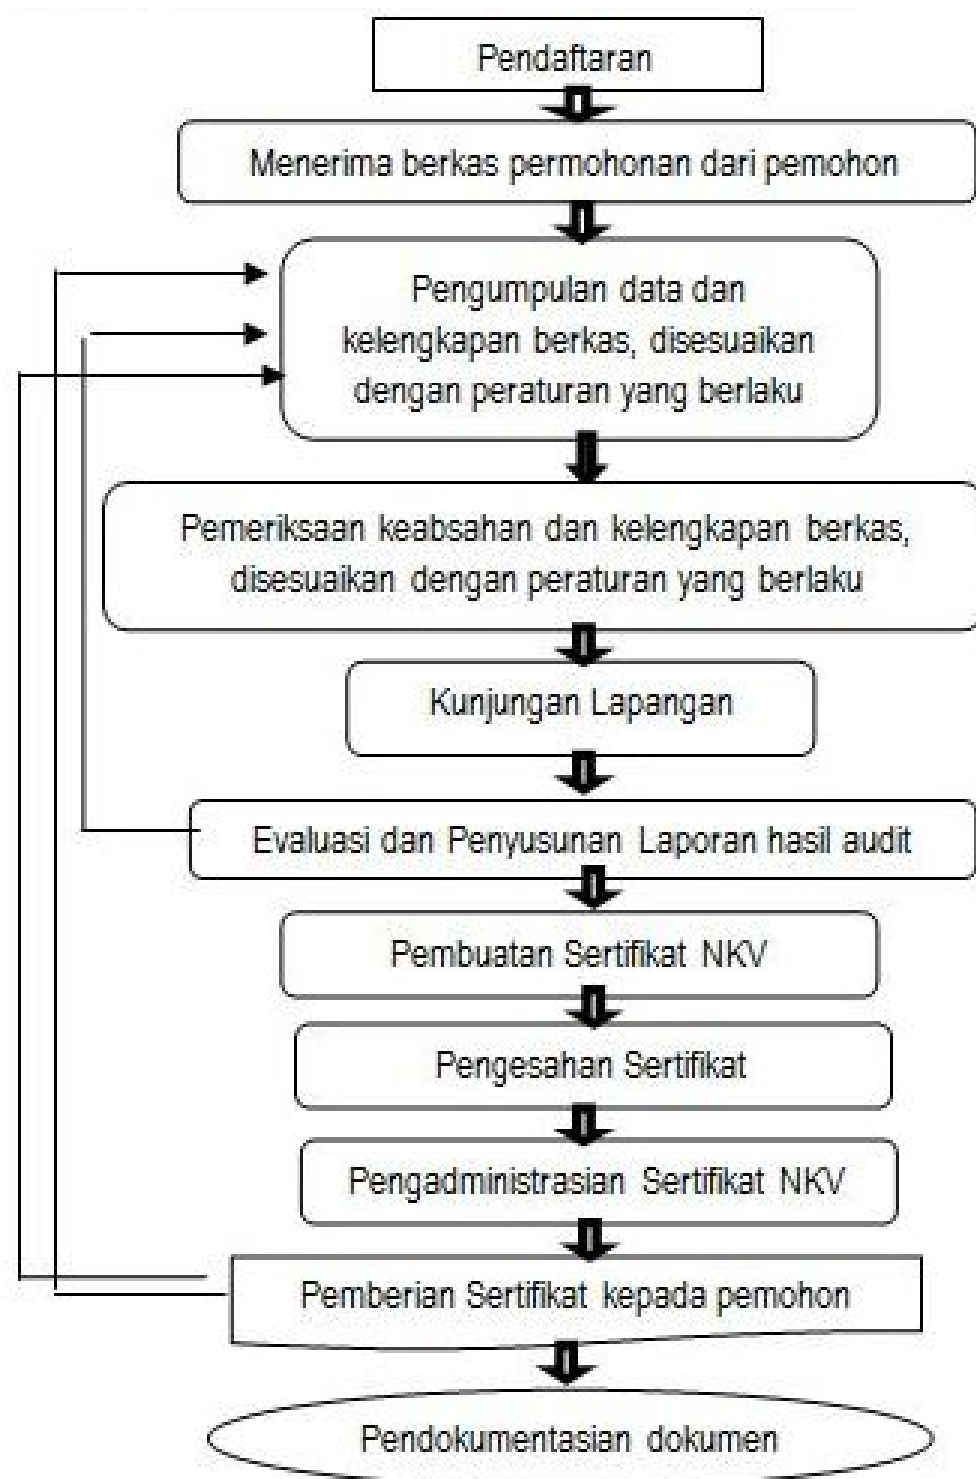 Pendaftaran
Menerima berkas permohonan dari pemohon
Pengumpulan data dan
kelengkapan berkas, disesuaikan
dengan peraturan yang berlaku
Pemeriksaan keabsahan dan kelengkapan berkas,
disesuaikan dengan peraturan yang berlaku
Kunjungan Lapangan
Evaluasi dan Penyusunan Laporan hasil audit
Pembuatan Sertifikat NKV
Pengesahan Sertifikat
Pengadministrasian Sertifikat NKV
Pemberian Sertifikat kepada pemohon
Pendokumentasian dokumen